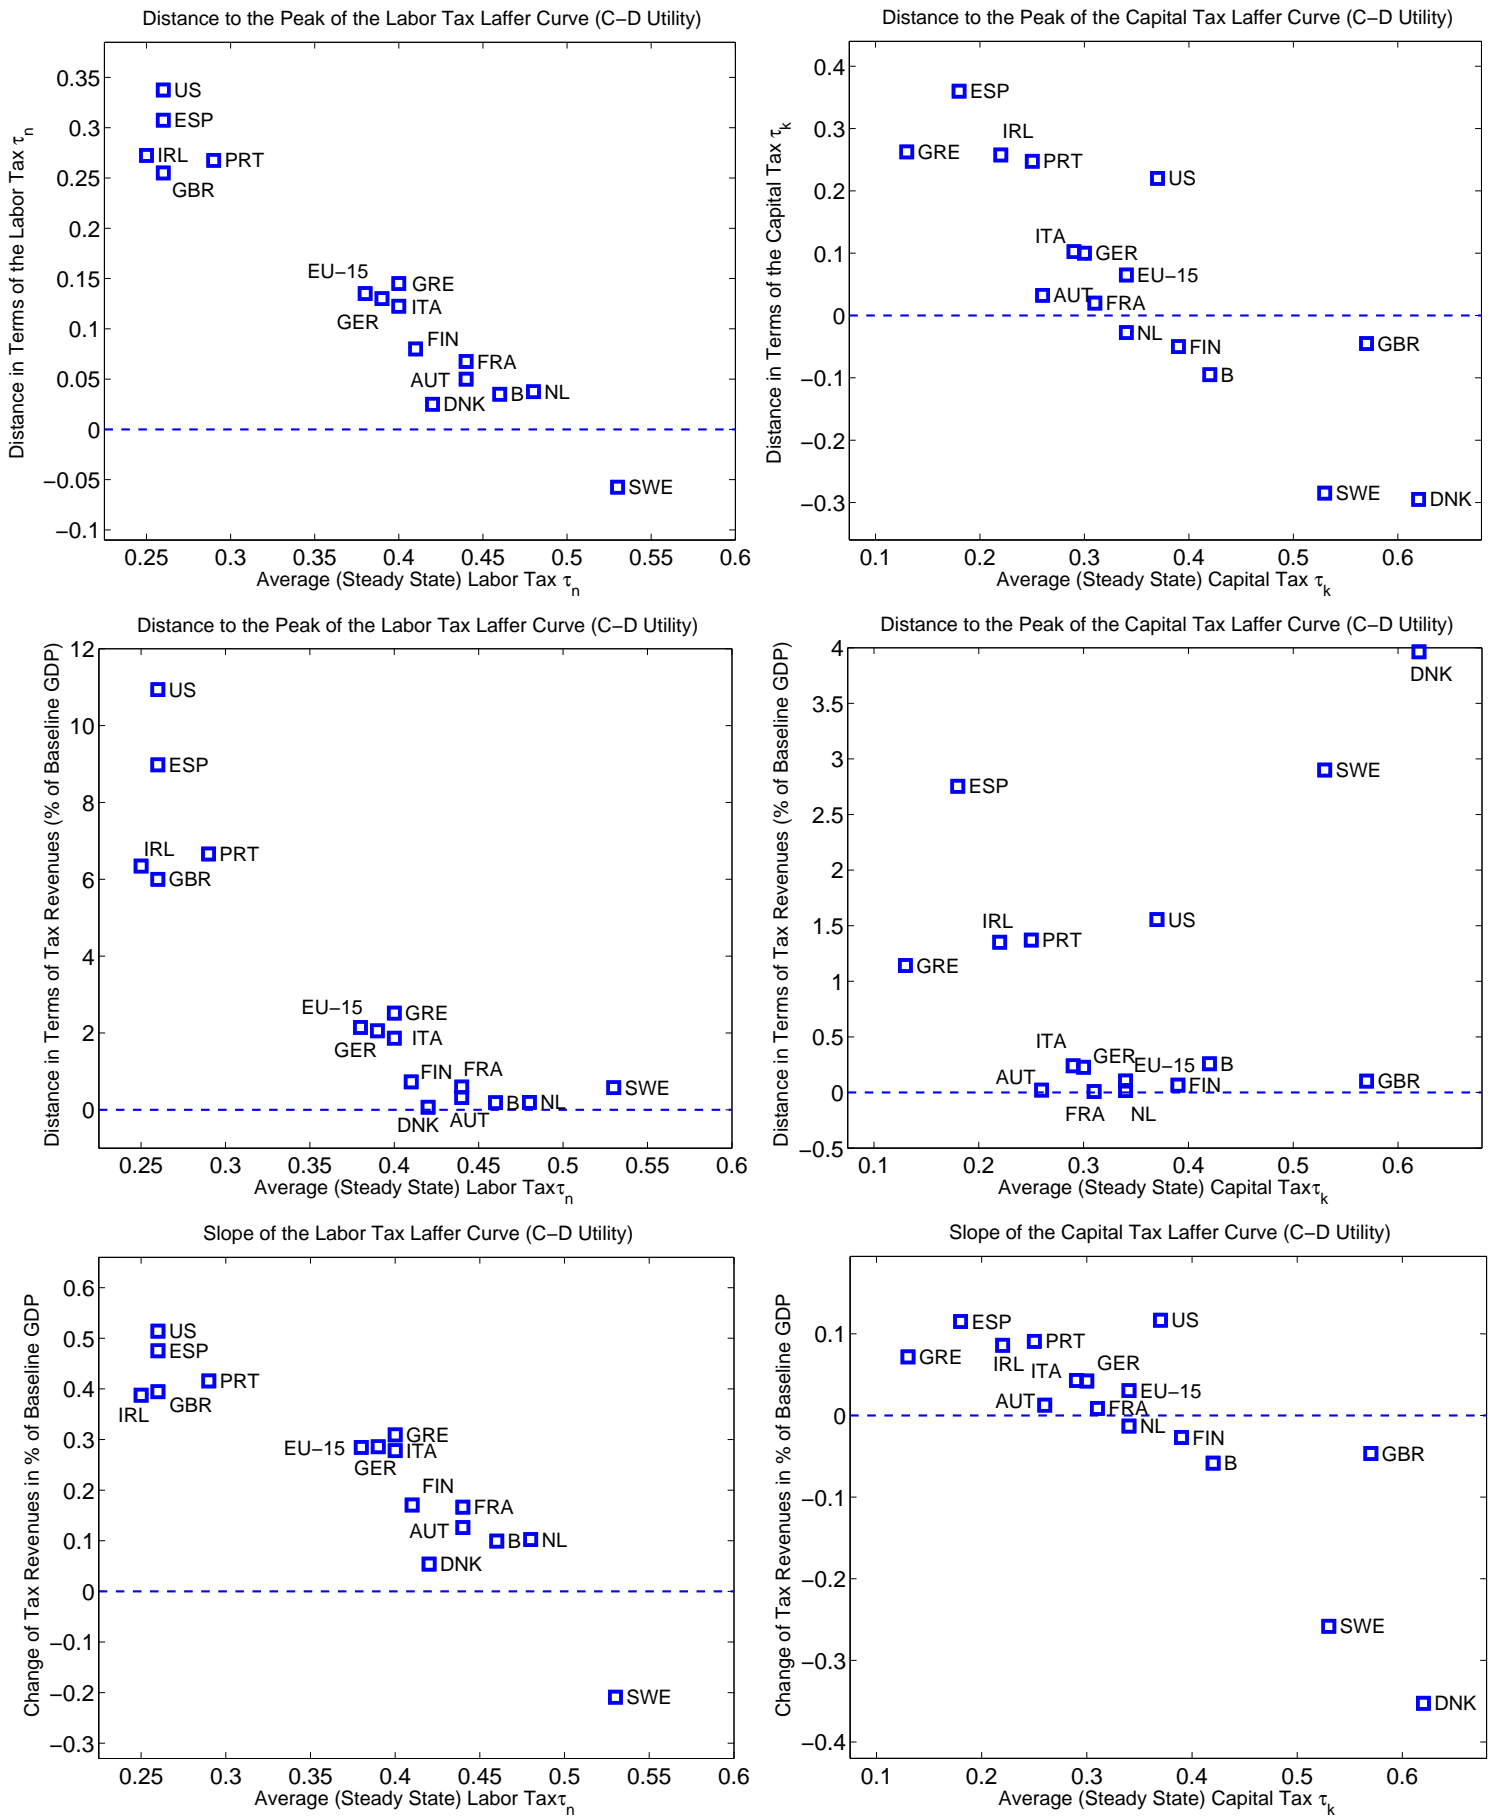 Distance to the Peak of the Labor Tax Laffer Curve (C−D Utility)
Distance in Terms of the Labor Tax τn
0.35
0.3
0.25
0.2
0.15
0.1
0.05
0
−0.05
−0.1
US
ESP
IRL
PRT
GBR
EU−15
GRE
GER
ITA
FIN
FRA
AUT
B
NL
DNK
SWE
0.25 0.3 0.35 0.4 0.45 0.5 0.55 0.6
Average (Steady State) Labor Tax τn
Distance to the Peak of the Capital Tax Laffer Curve (C−D Utility)
Distance in Terms of the Capital Tax τk
0.4
0.3
0.2
0.1
0
−0.1
−0.2
−0.3
ESP
IRL
GRE
PRT
US
ITA
GER
EU−15
AUT
FRA
NL
FIN
GBR
B
SWE
DNK
0.1 0.2 0.3 0.4 0.5 0.6
Average (Steady State) Capital Tax τk
Distance to the Peak of the Labor Tax Laffer Curve (C−D Utility)
Distance in Terms of Tax Revenues (% of Baseline GDP)
12
10
8
6
4
2
0
US
ESP
IRL
PRT
GBR
EU−15
GRE
GER
ITA
FIN
FRA
SWE
B
NL
DNK
AUT
0.25 0.3 0.35 0.4 0.45 0.5 0.55 0.6
Average (Steady State) Labor Taxτn
Distance to the Peak of the Capital Tax Laffer Curve (C−D Utility)
Distance in Terms of Tax Revenues (% of Baseline GDP)
4
3.5
3
2.5
2
1.5
1
0.5
0
−0.5
DNK
SWE
ESP
US
IRL
PRT
GRE
ITA
GER
EU−15
B
AUT
FIN
GBR
FRA
NL
0.1 0.2 0.3 0.4 0.5 0.6
Average (Steady State) Capital Taxτk
Slope of the Labor Tax Laffer Curve (C−D Utility)
Change of Tax Revenues in % of Baseline GDP
0.6
0.5
0.4
0.3
0.2
0.1
0
−0.1
−0.2
−0.3
US
ESP
PRT
GBR
IRL
GRE
EU−15
ITA
GER
FIN
FRA
AUT
B
NL
DNK
SWE
0.25 0.3 0.35 0.4 0.45 0.5 0.55 0.6
Average (Steady State) Labor Taxτn
Slope of the Capital Tax Laffer Curve (C−D Utility)
Change of Tax Revenues in % of Baseline GDP
0.1
0
−0.1
−0.2
−0.3
−0.4
ESP
US
PRT
GRE
IRL
ITA
GER
EU−15
AUT
FRA
NL
FIN
GBR
B
SWE
DNK
0.1 0.2 0.3 0.4 0.5 0.6
Average (Steady State) Capital Tax τk